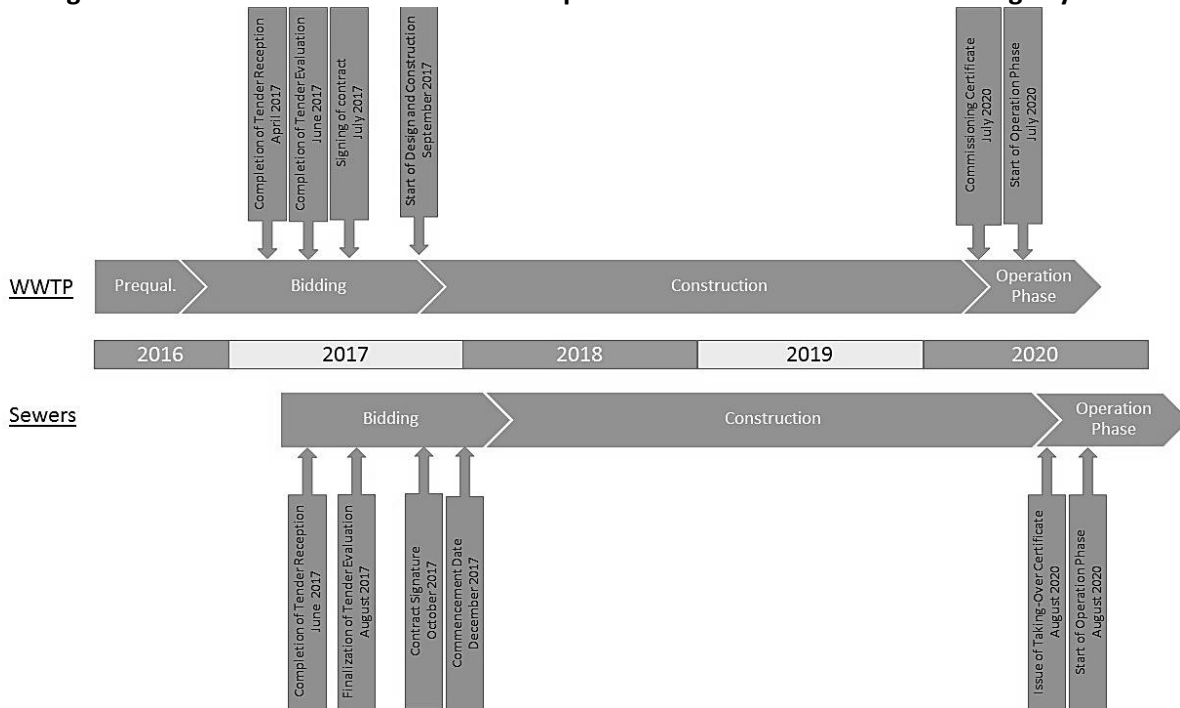 Completion of Tender Reception
April 2017
Completion of Tender Evaluation
June 2017
Signing of contract
July 2017
Start of Design and Construction
September 2017
Commissioning Certificate
July 2020
Start of Operation Phase
July 2020
WWTP
Prequal.
Bidding
Construction
Operation
Phase
2016
2017
2018
2019
2020
Sewers
Bidding
Construction
Operation
Phase
Completion of Tender Reception
June 2017
Finalization of Tender Evaluation
August 2017
Contract Signature
October 2017
Commencement Date
December 2017
Issue of Taking-Over Certificate
August 2020
Start of Operation Phase
August 2020